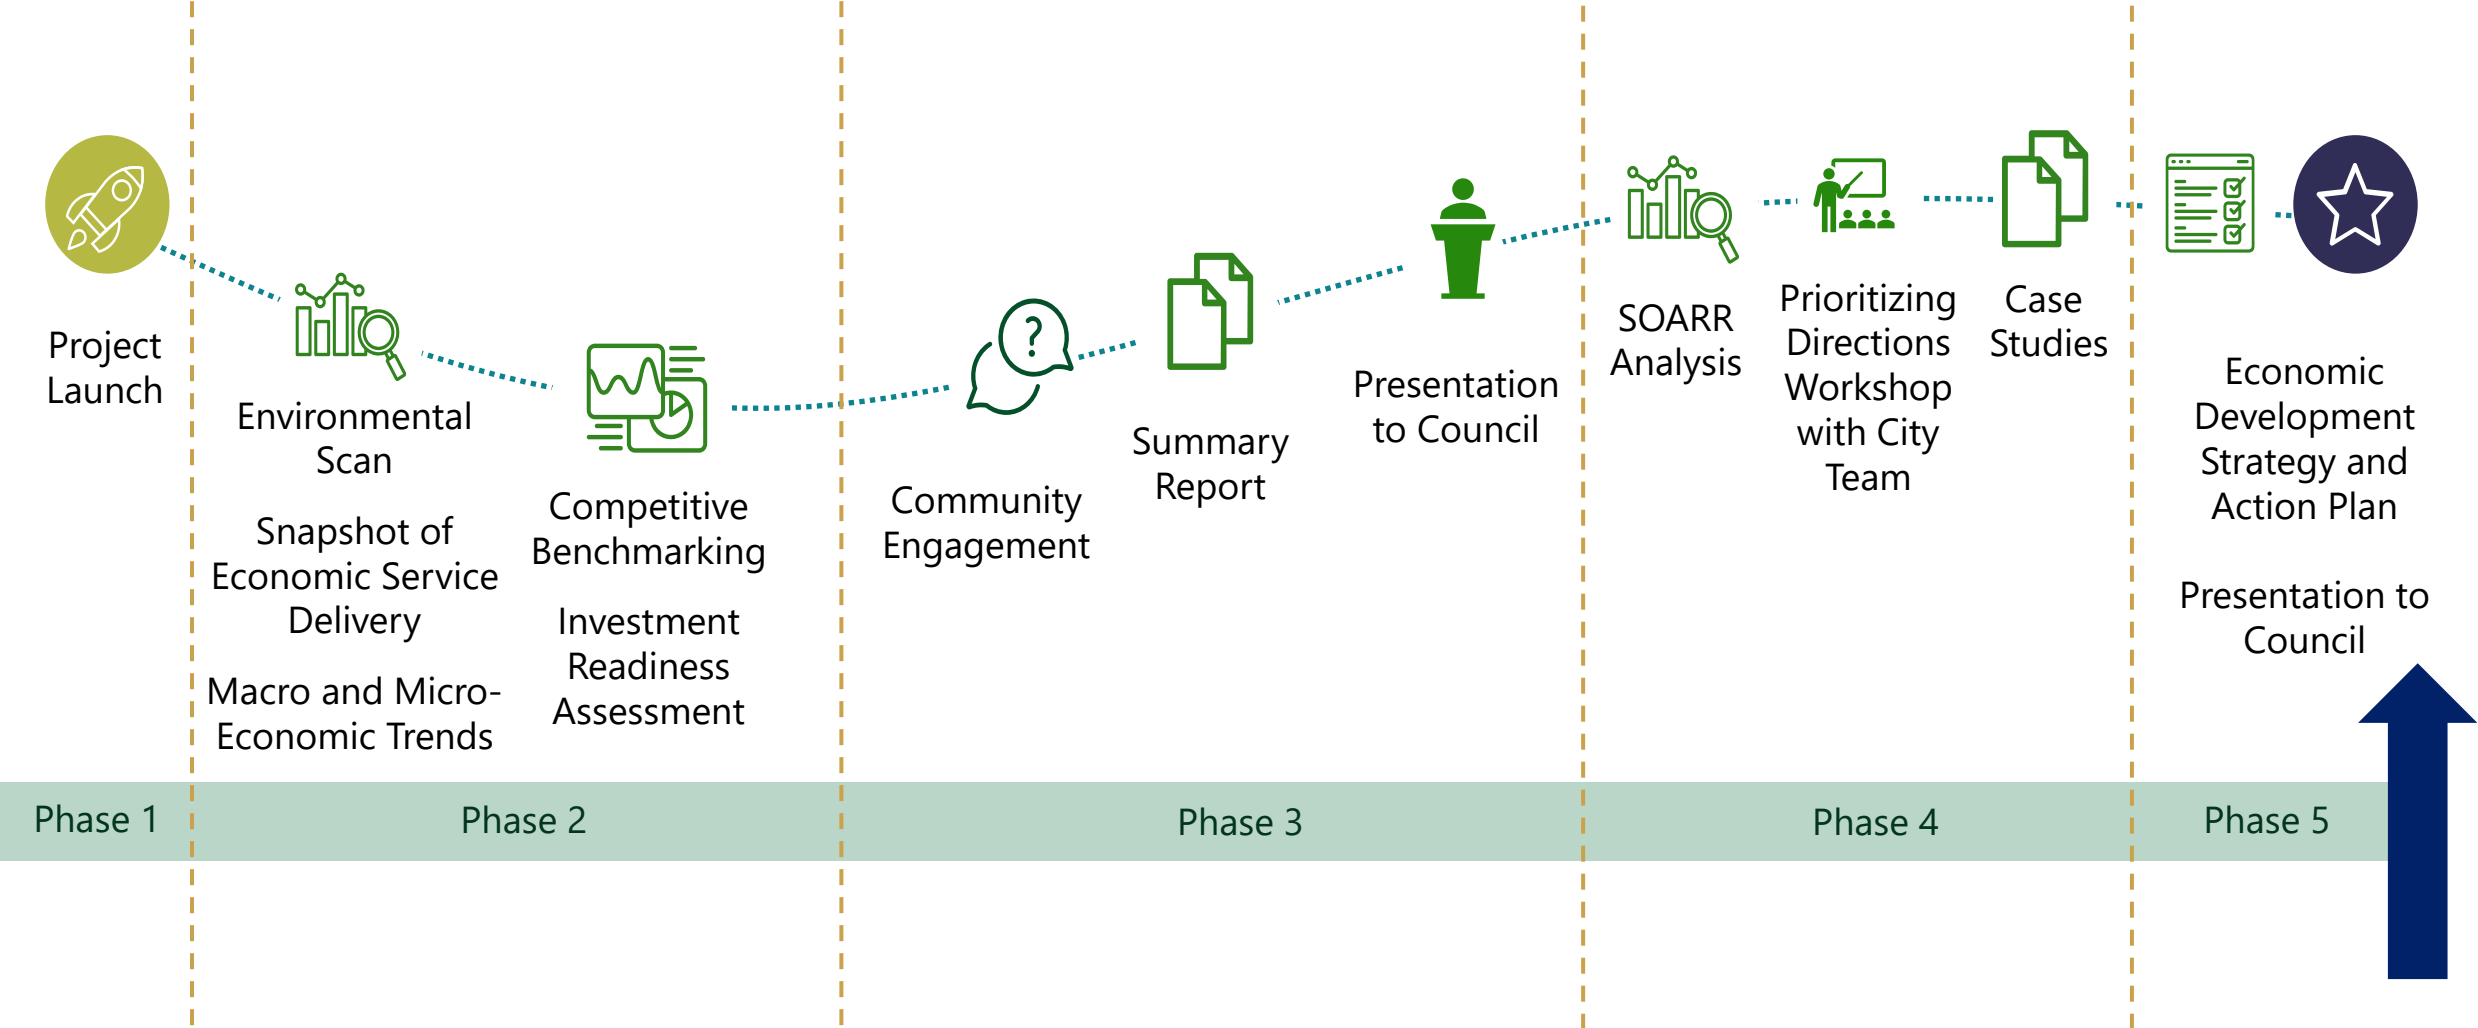 Project
Launch
Environmental
Scan
Snapshot of
Economic Service
Delivery
Macro and Micro-
Economic Trends
Competitive
Benchmarking
Investment
Readiness
Assessment
?
Community
Engagement
Summary
Report
Presentation
to Council
SOARR
Analysis
Prioritizing
Directions
Workshop
with City
Team
Case
Studies
Economic
Development
Strategy and
Action Plan
Presentation to
Council
Phase 1
Phase 2
Phase 3
Phase 4
Phase 5